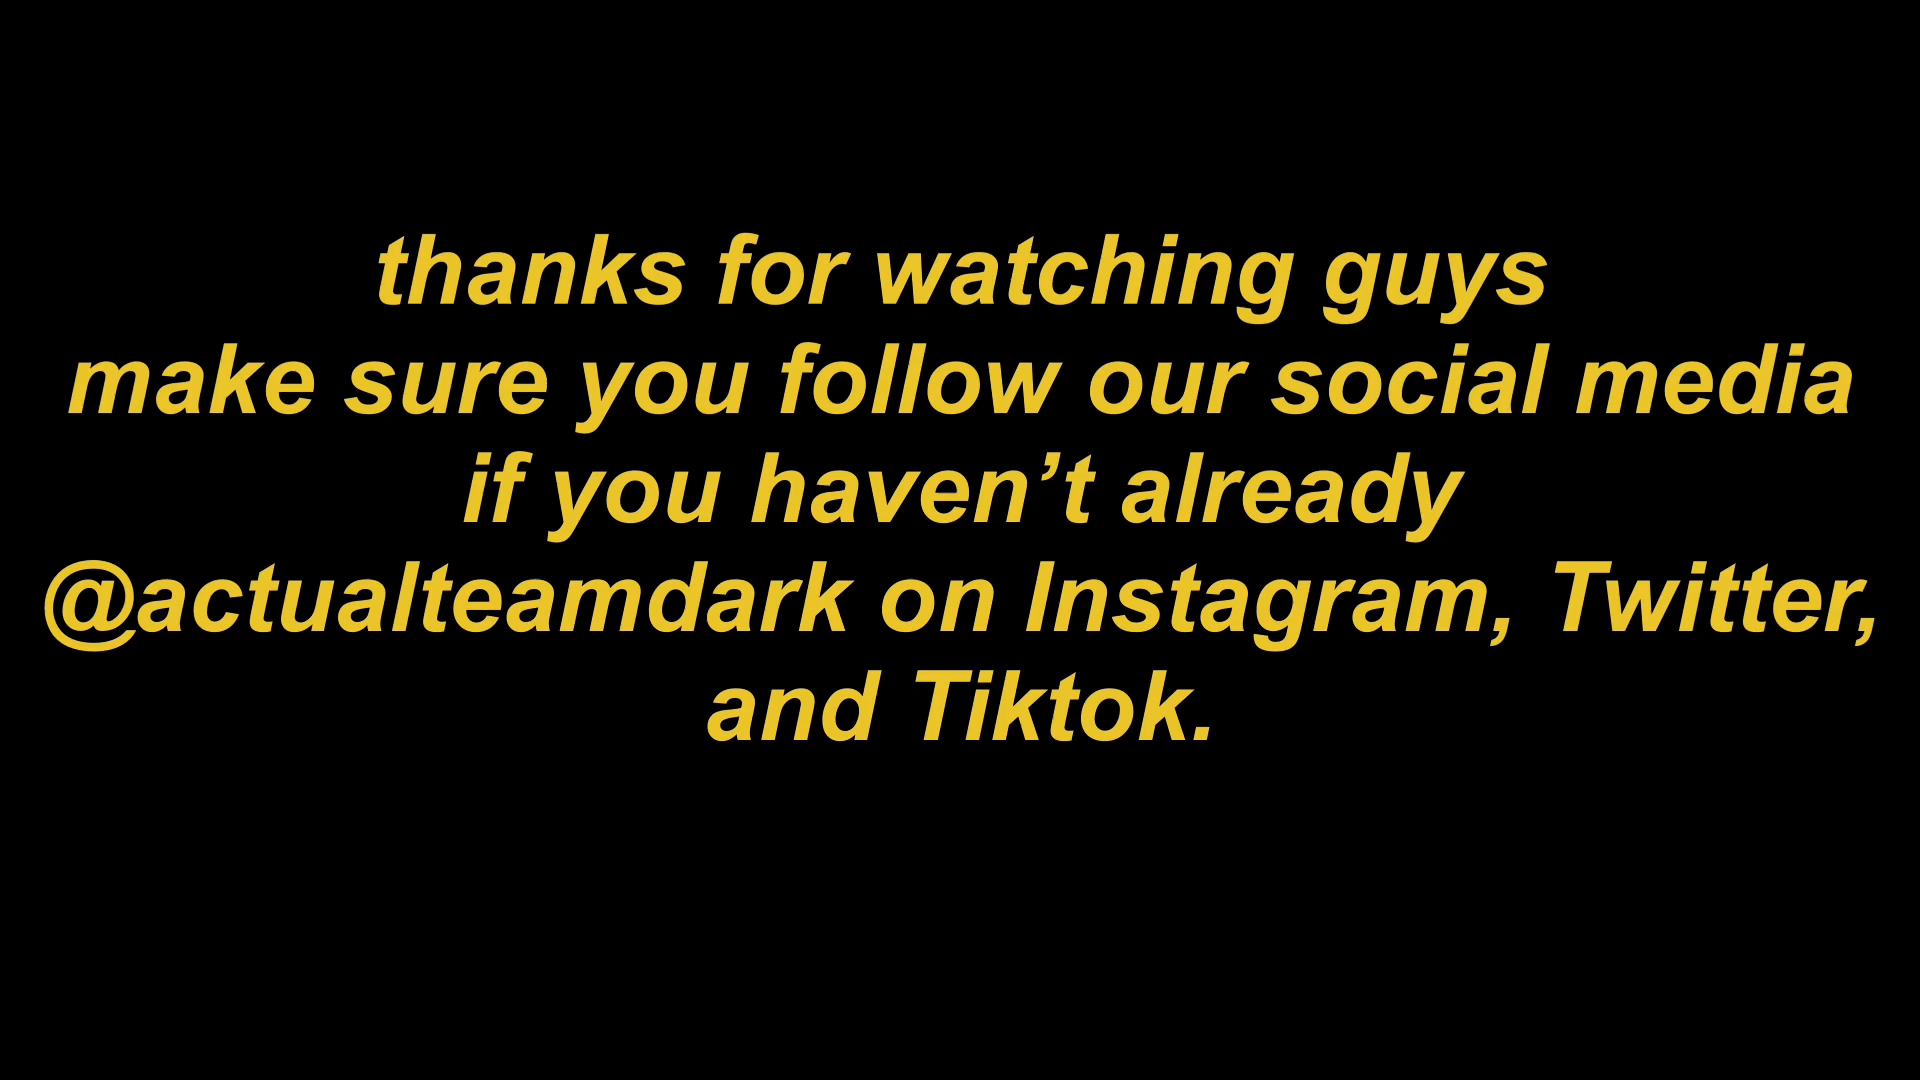 thanks for watching guys
make sure you follow our social media
if you haven’t already
@actualteamdark on Instagram, Twitter,
and Tiktok.